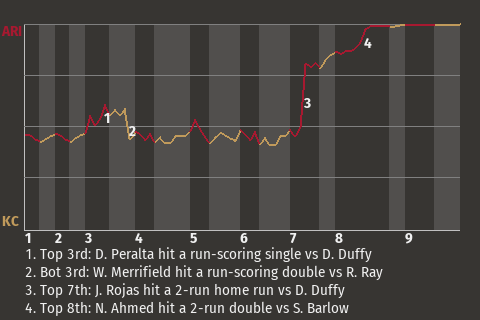 ARI
4
3
1
2
KC
1 2 3 4 5 6 7 8 9
1. Top 3rd: D. Peralta hit a run-scoring single vs D. Duffy
2. Bot 3rd: W. Merrifield hit a run-scoring double vs R. Ray
3. Top 7th: J. Rojas hit a 2-run home run vs D. Duffy
4. Top 8th: N. Ahmed hit a 2-run double vs S. Barlow